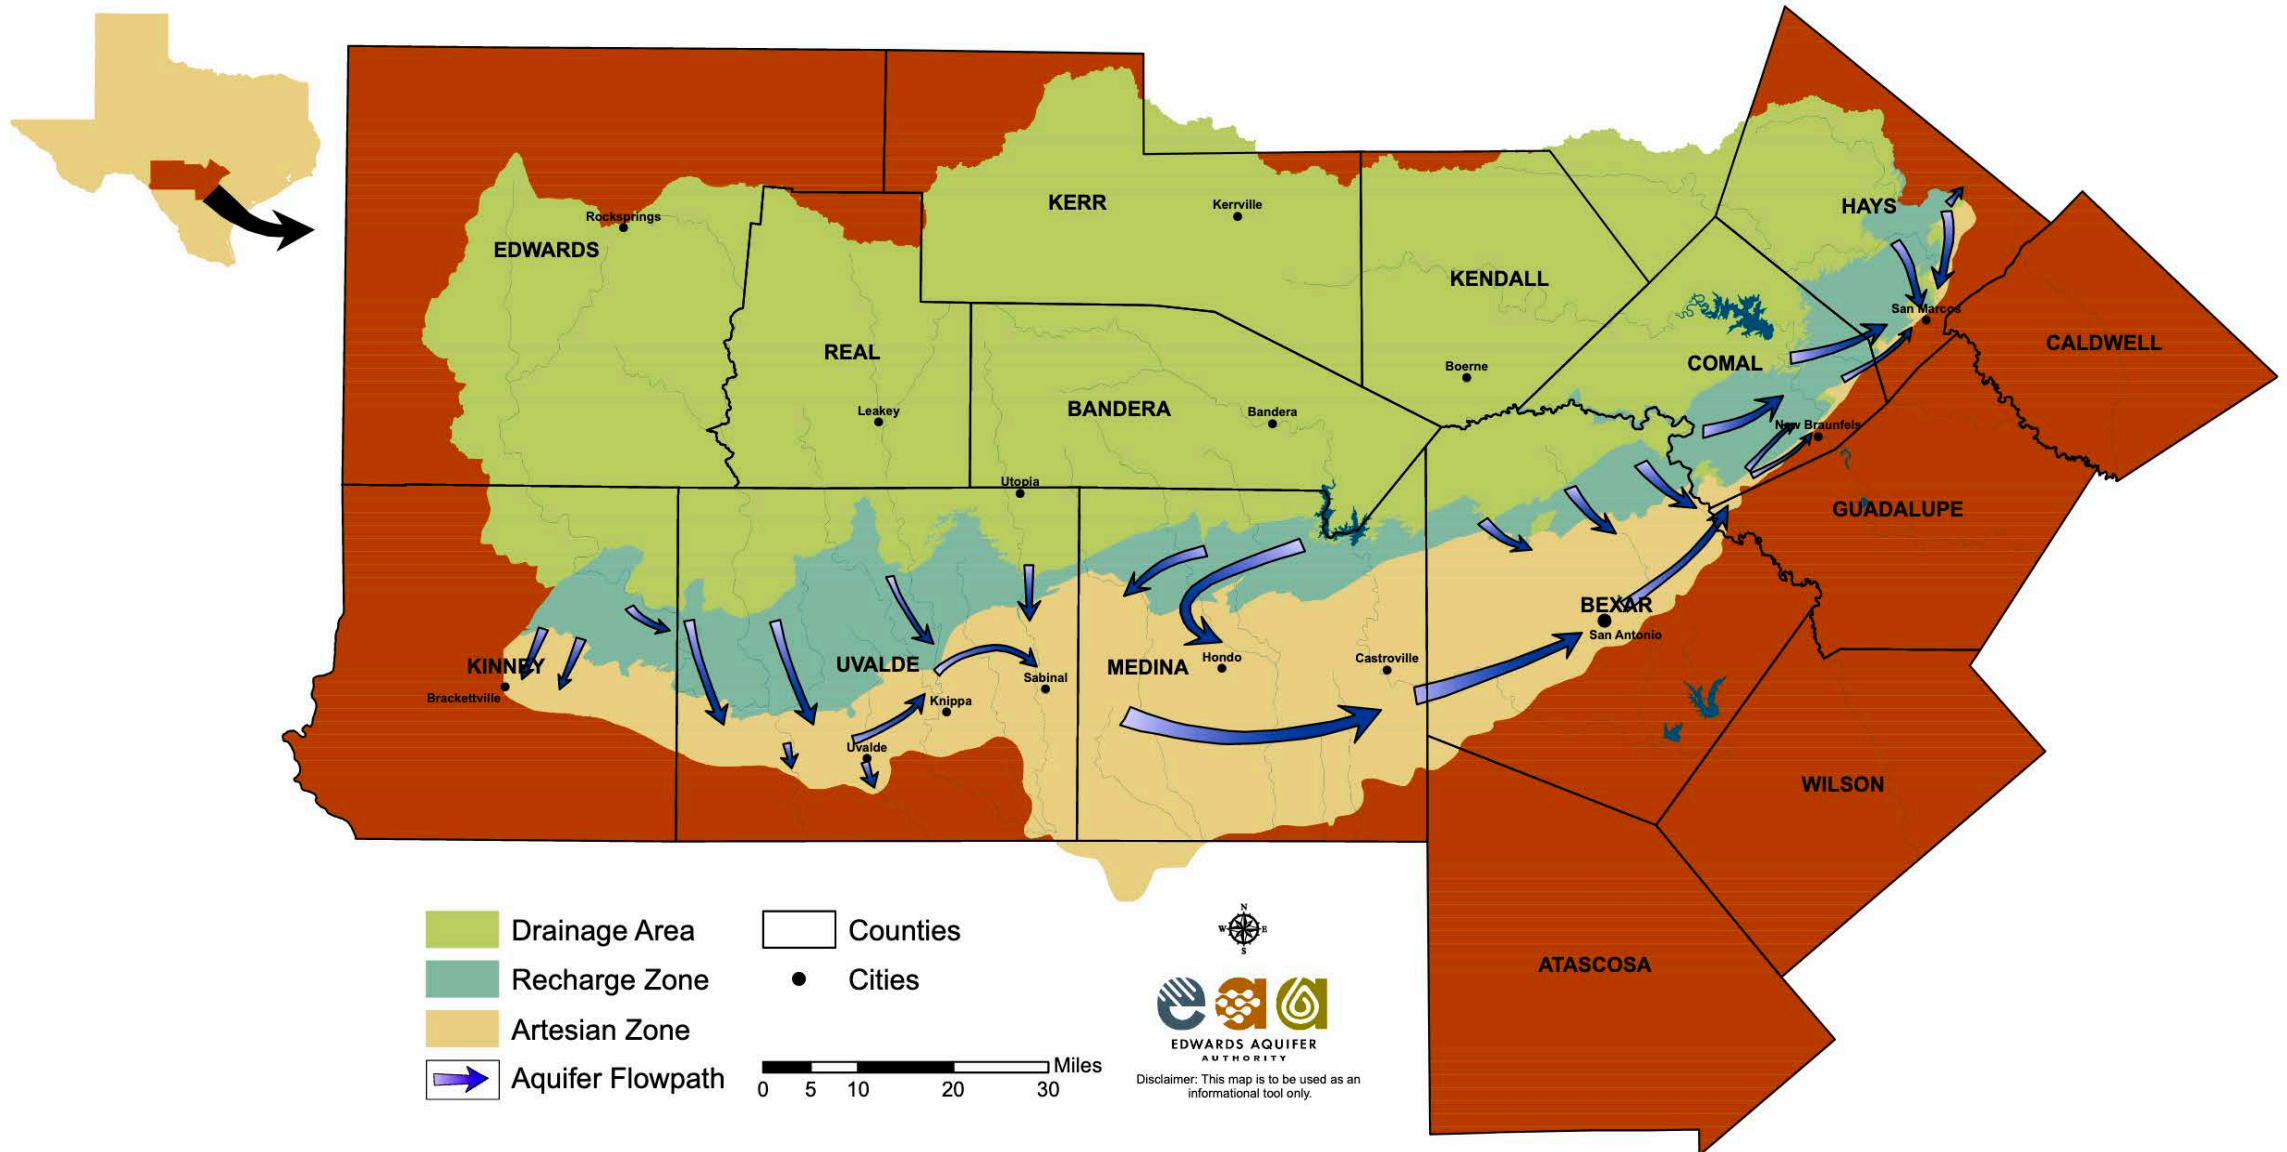 HAYS
KERR
Kerrville
Rocksprings
EDWARDS
KENDALL
San Marcos
CALDWELL
REAL
COMAL
Boerne
Leakey
BANDERA
Bandera
New Braunfels
Utopia
GUADALUPE
BEXAR
San Antonio
KINNEY
UVALDE
MEDINA
Hondo
Castroville
Sabinal
Brackettville
Knippa
Uvalde
WILSON
ATASCOSA
Drainage Area
Recharge Zone
Artesian Zone
Aquifer Flowpath
Counties
Cities
0 5 10 20 30 Miles
N
W E
S
eaa
EDWARDS AQUIFER
AUTHORITY
Disclaimer: This map is to be used as an
informational tool only.